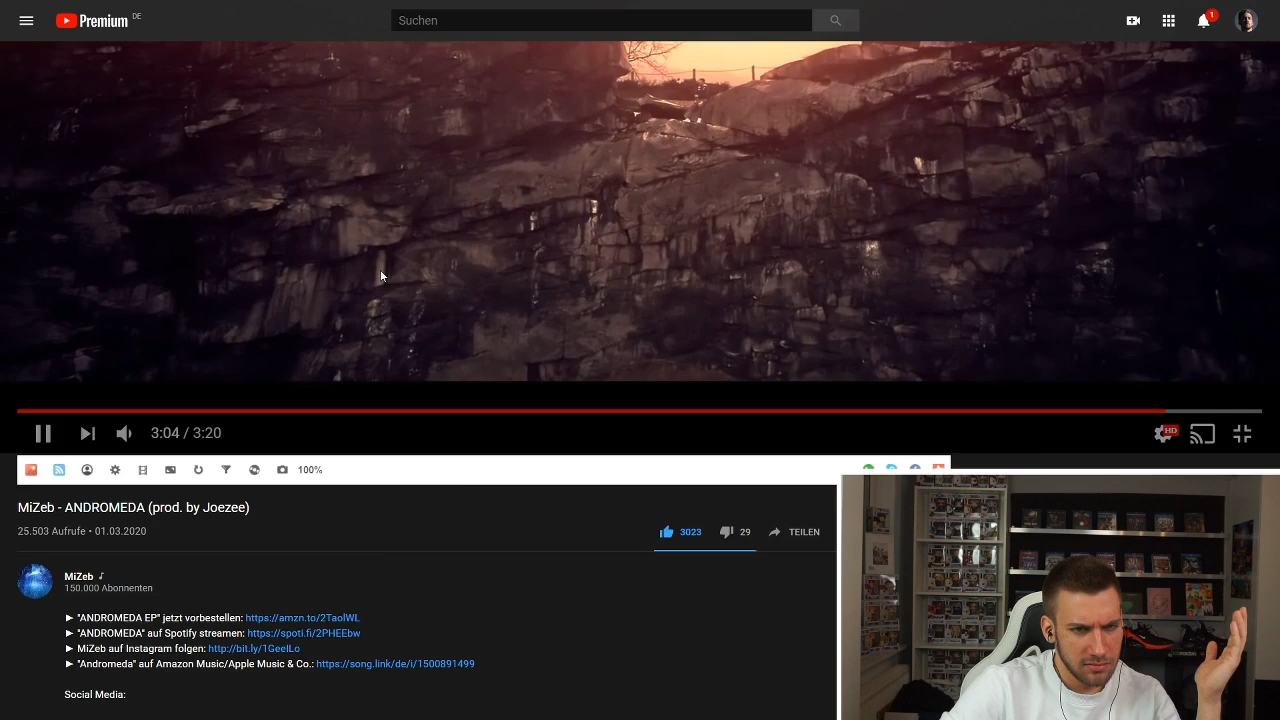 Premium DE
Suchen
1
3:04 / 3:20
HD
100%
MiZeb - ANDROMEDA (prod. by Joezee)
25.503 Aufrufe • 01.03.2020
3023
29
TEILEN
MiZeb
150.000 Abonnenten
► "ANDROMEDA EP" jetzt vorbestellen: https://amzn.to/2TaolWL
► "ANDROMEDA" auf Spotify streamen: https://spoti.fi/2PHEEbw
► MiZeb auf Instagram folgen: http://bit.ly/1GeeILo
► "Andromeda" auf Amazon Music/Apple Music & Co.: https://song.link/de/i/1500891499
Social Media: